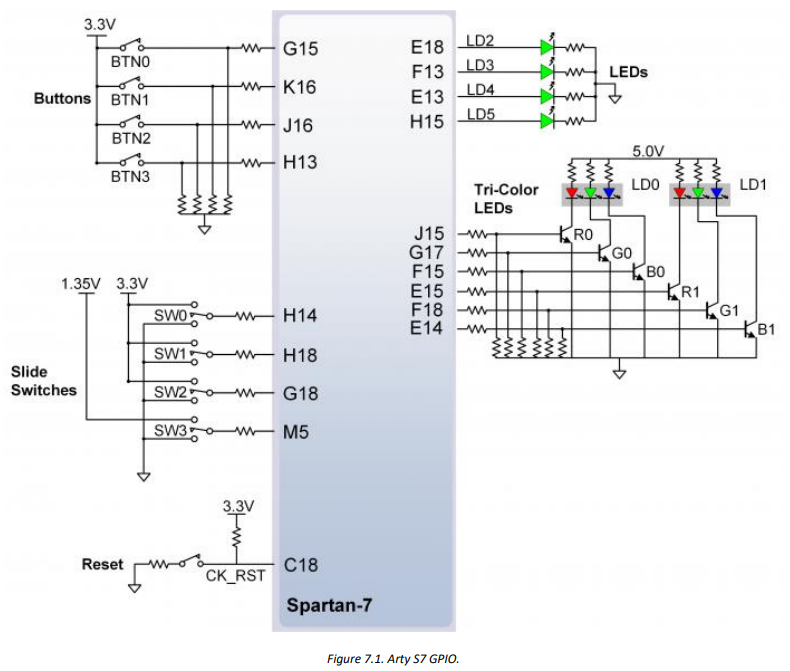 3.3V
BTN0
BTN1
BTN2
BTN3
Buttons
G15
K16
J16
H13
E18
F13
E13
H15
LD2
LD3
LD4
LD5
LEDs
5.0V
LD0
LD1
Tri-Color
LEDs
J15
G17
F15
E15
F18
E14
R0
G0
B0
R1
G1
B1
1.35V
3.3V
SW0
SW1
SW2
SW3
Slide
Switches
H14
H18
G18
M5
3.3V
Reset
CK_RST
C18
Spartan-7
Figure 7.1. Arty S7 GPIO.